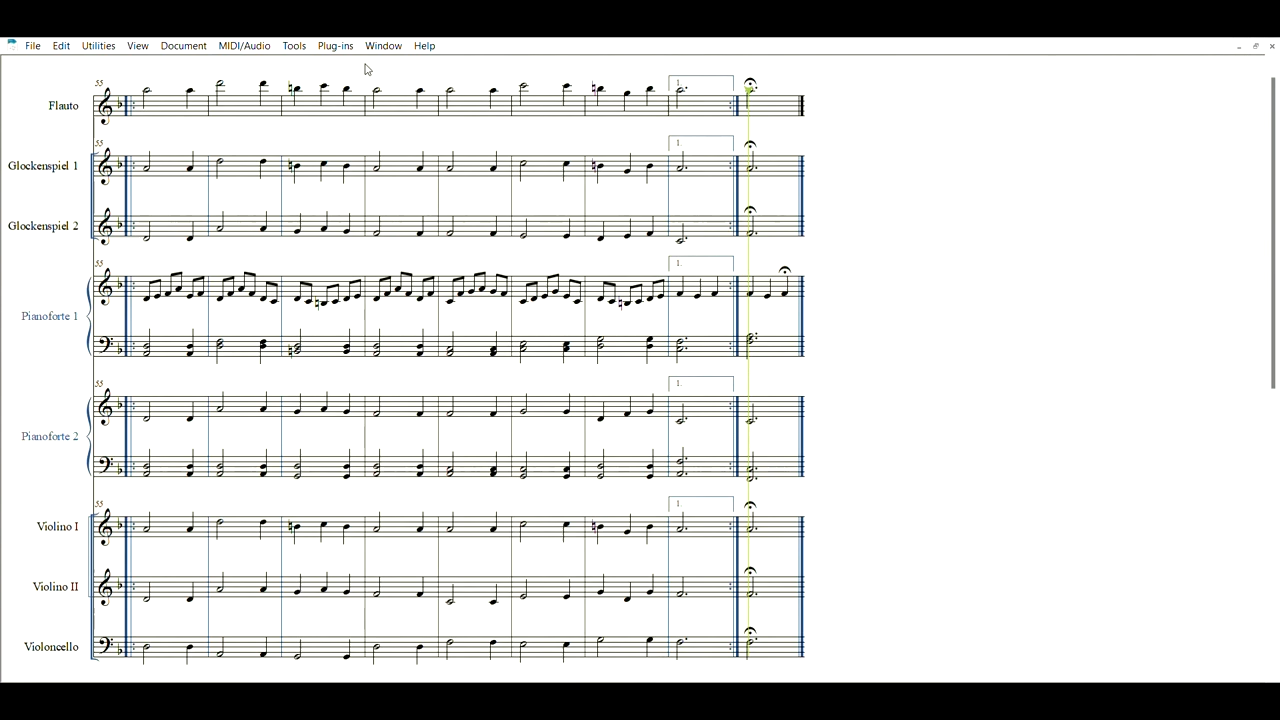 File Edit Utilities View Document MIDI/Audio Tools Plug-ins Window Help
55
Flauto
1.
55
Glockenspiel 1
1.
Glockenspiel 2
55
1.
Pianoforte 1
55
1.
Pianoforte 2
55
1.
Violino I
Violino II
Violoncello